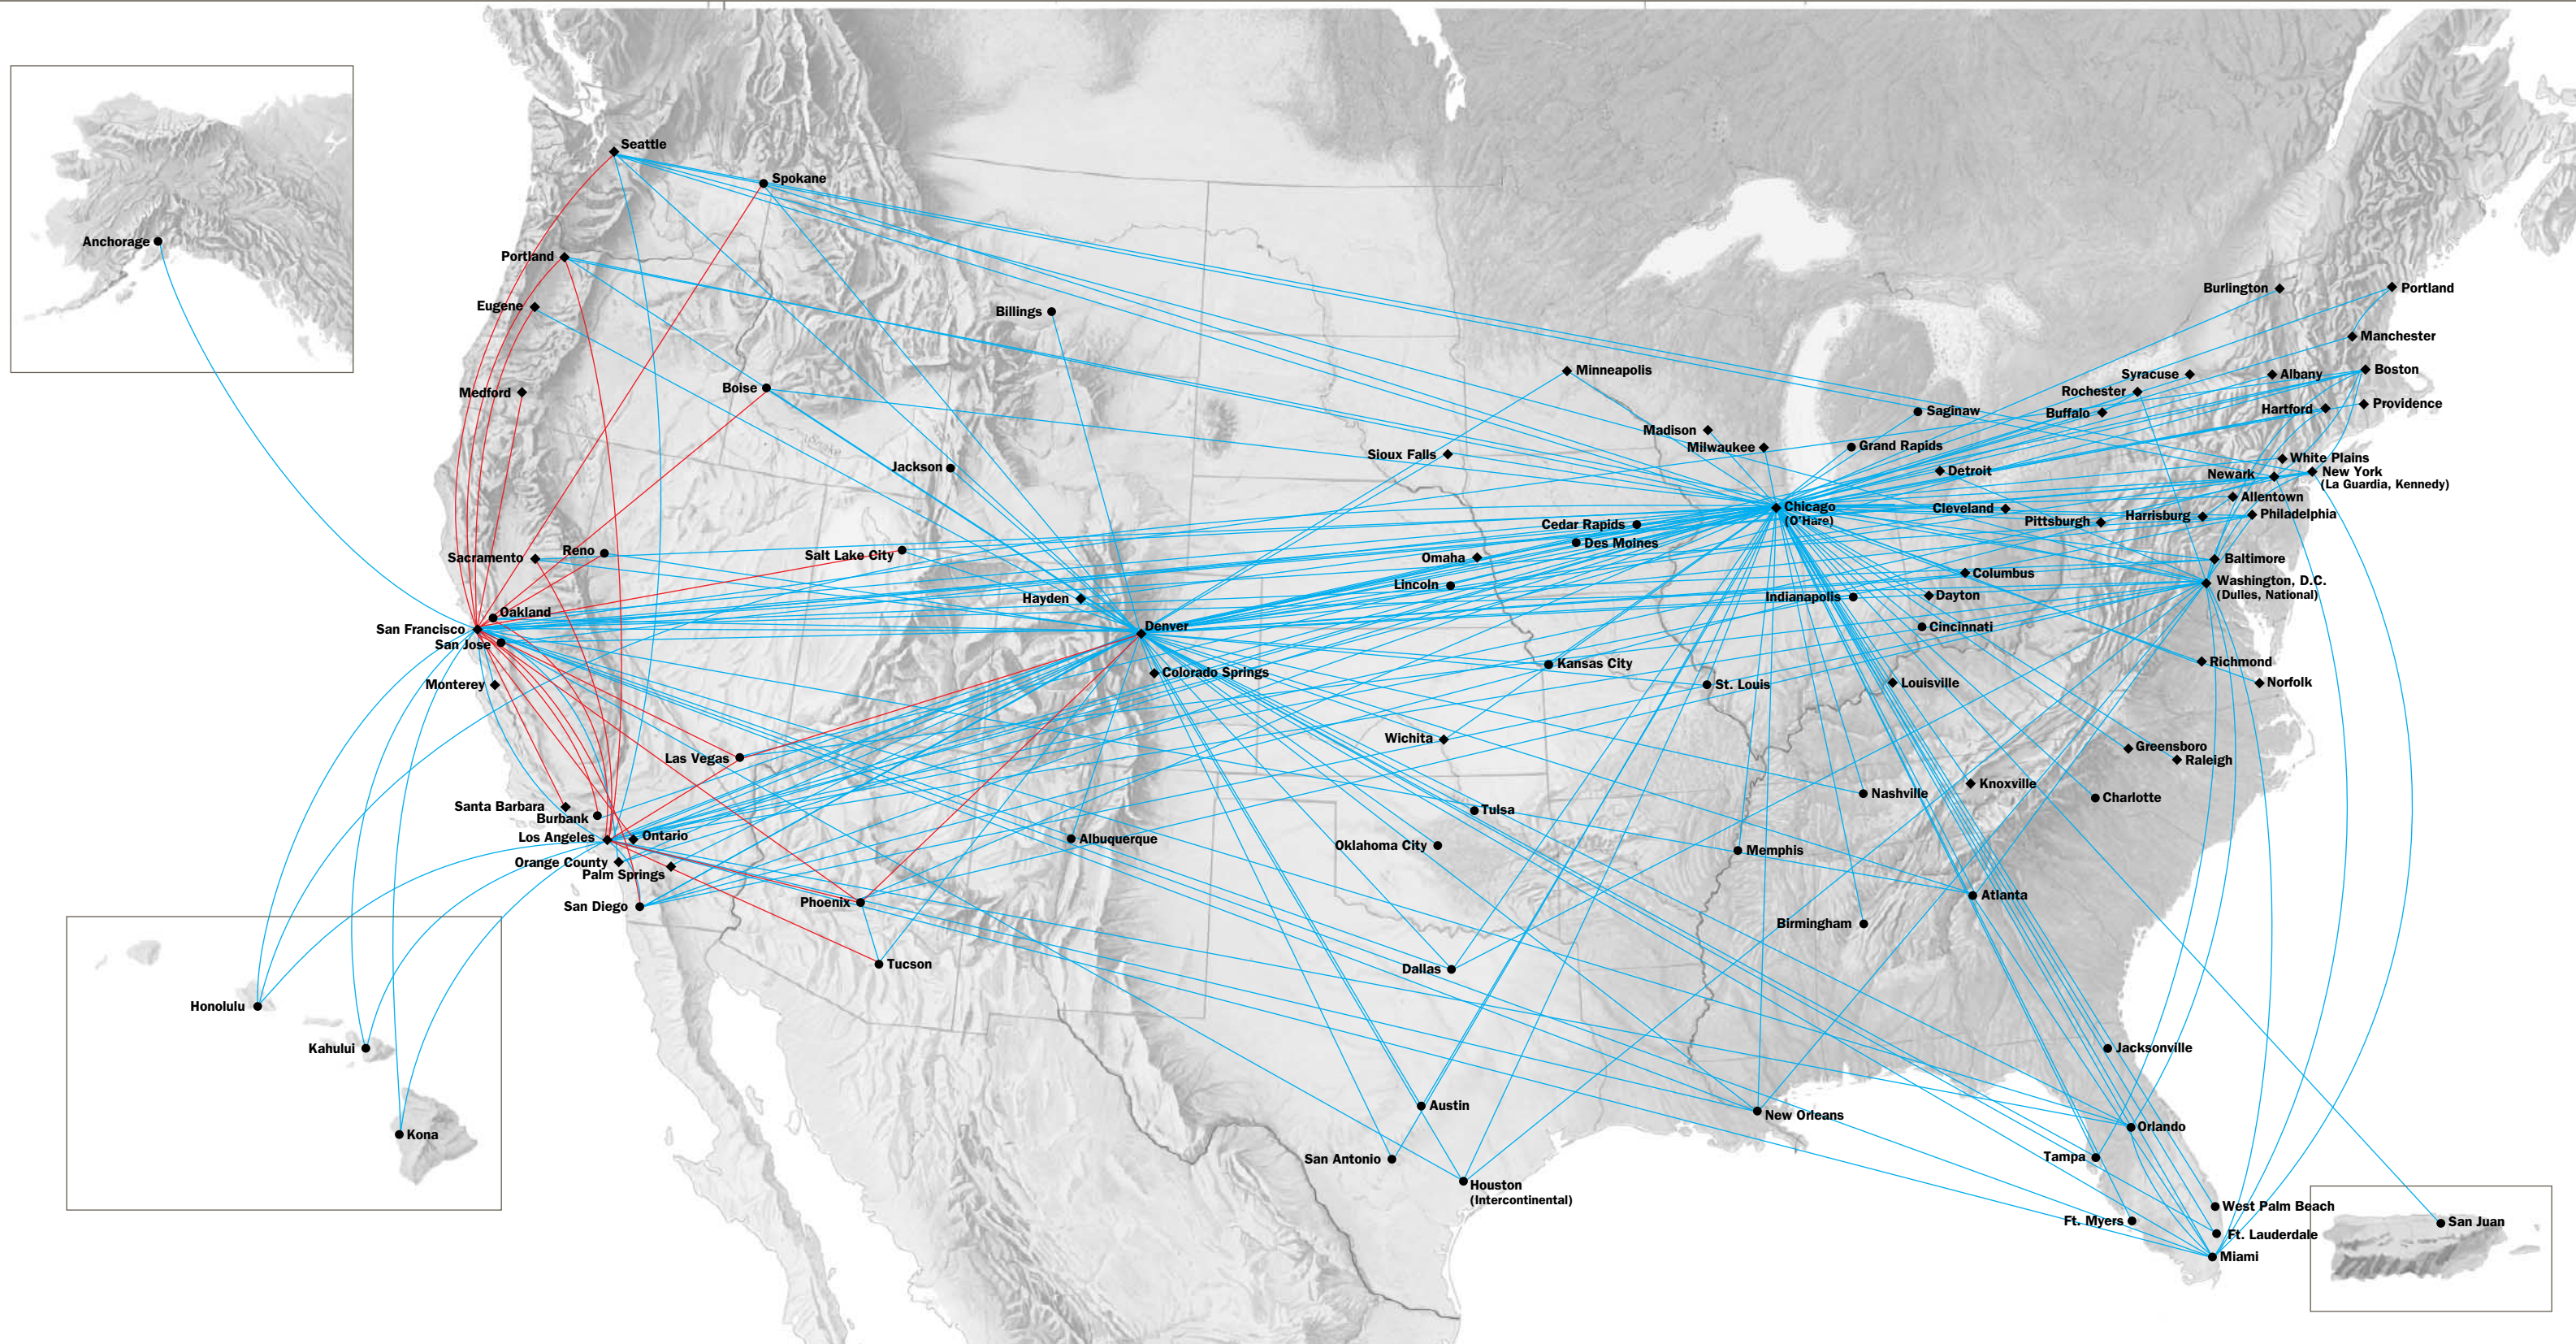 Seattle
Spokane
Anchorage
Portland
Eugene
Billings
Burlington
Portland
Manchester
Medford
Boise
Minneapolis
Syracuse
Albany
Boston
Rochester
Buffalo
Hartford
Providence
Saginaw
Madison
Milwaukee
Grand Rapids
Jackson
Sioux Falls
Detroit
White Plains
Newark
New York
(La Guardia, Kennedy)
Allentown
Chicago
(O'Hare)
Cleveland
Pittsburgh
Harrisburg
Philadelphia
Cedar Rapids
Des Moines
Sacramento
Reno
Salt Lake City
Omaha
Baltimore
Columbus
Washington, D.C.
(Dulles, National)
Lincoln
Hayden
Indianapolis
Dayton
Oakland
San Francisco
San Jose
Denver
Cincinnati
Colorado Springs
Kansas City
Richmond
Monterey
St. Louis
Louisville
Norfolk
Las Vegas
Wichita
Greensboro
Raleigh
Knoxville
Charlotte
Nashville
Santa Barbara
Burbank
Tulsa
Los Angeles
Ontario
Albuquerque
Oklahoma City
Memphis
Orange County
Palm Springs
San Diego
Phoenix
Atlanta
Birmingham
Tucson
Dallas
Honolulu
Kahului
Jacksonville
Austin
New Orleans
Kona
Orlando
San Antonio
Tampa
Houston
(Intercontinental)
West Palm Beach
Ft. Myers
San Juan
Ft. Lauderdale
Miami